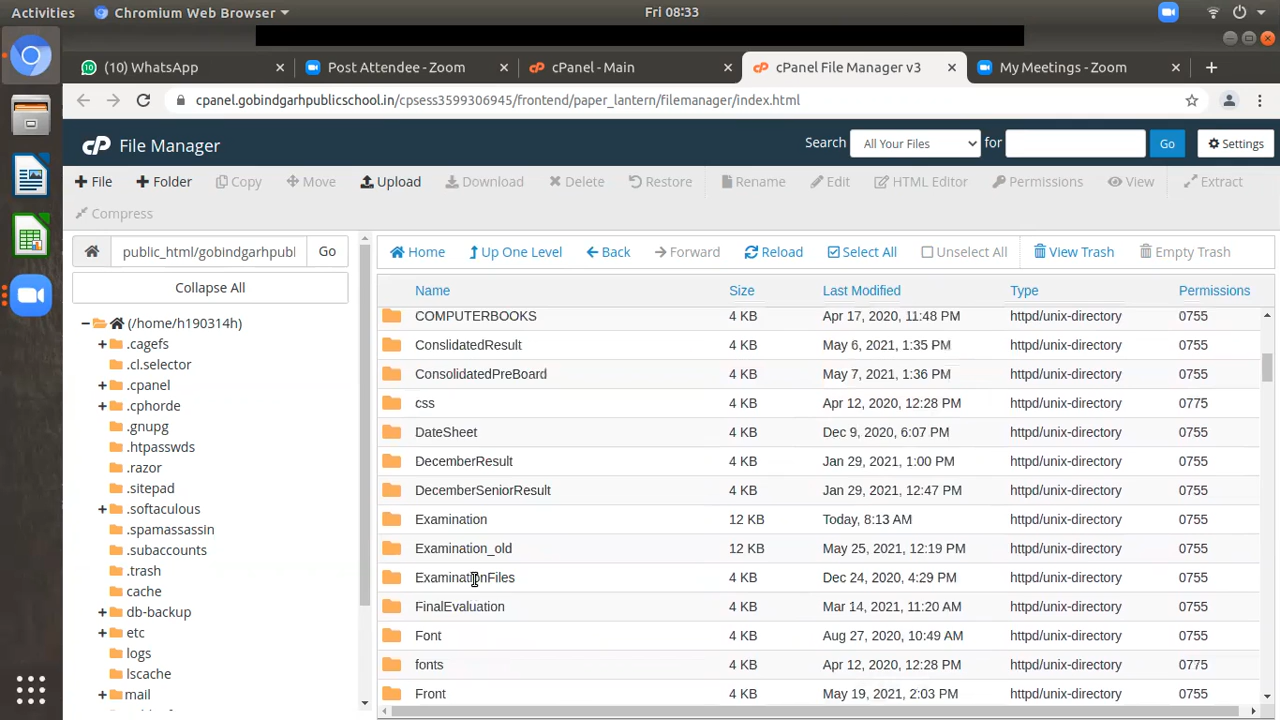 Activities Chromium Web Browser Fri 08:33
(10) WhatsApp Post Attendee - Zoom cPanel - Main cPanel File Manager v3 My Meetings - Zoom
cpanel.gobindgarhpublicschool.in/cpsess3599306945/frontend/paper_lantern/filemanager/index.html
cP File Manager Search All Your Files for Go Settings
File Folder Copy Move Upload Download Delete Restore Rename Edit HTML Editor Permissions View Extract
Compress
public_html/gobindgarhpubl Go Home Up One Level Back Forward Reload Select All Unselect All View Trash Empty Trash
Collapse All
Name Size Last Modified Type Permissions
(/home/h190314h)
.cagefs
.cl.selector
.cpanel
.cphorde
.gnupg
.htpasswds
.razor
.sitepad
.softaculous
.spamassassin
.subaccounts
.trash
cache
db-backup
etc
logs
lscache
mail
COMPUTERBOOKS 4 KB Apr 17, 2020, 11:48 PM httpd/unix-directory 0755
ConslidatedResult 4 KB May 6, 2021, 1:35 PM httpd/unix-directory 0755
ConsolidatedPreBoard 4 KB May 7, 2021, 1:36 PM httpd/unix-directory 0755
css 4 KB Apr 12, 2020, 12:28 PM httpd/unix-directory 0775
DateSheet 4 KB Dec 9, 2020, 6:07 PM httpd/unix-directory 0755
DecemberResult 4 KB Jan 29, 2021, 1:00 PM httpd/unix-directory 0755
DecemberSeniorResult 4 KB Jan 29, 2021, 12:47 PM httpd/unix-directory 0755
Examination 12 KB Today, 8:13 AM httpd/unix-directory 0755
Examination_old 12 KB May 25, 2021, 12:19 PM httpd/unix-directory 0755
ExaminationFiles 4 KB Dec 24, 2020, 4:29 PM httpd/unix-directory 0755
FinalEvaluation 4 KB Mar 14, 2021, 11:20 AM httpd/unix-directory 0755
Font 4 KB Aug 27, 2020, 10:49 AM httpd/unix-directory 0755
fonts 4 KB Apr 12, 2020, 12:28 PM httpd/unix-directory 0775
Front 4 KB May 19, 2021, 2:03 PM httpd/unix-directory 0755